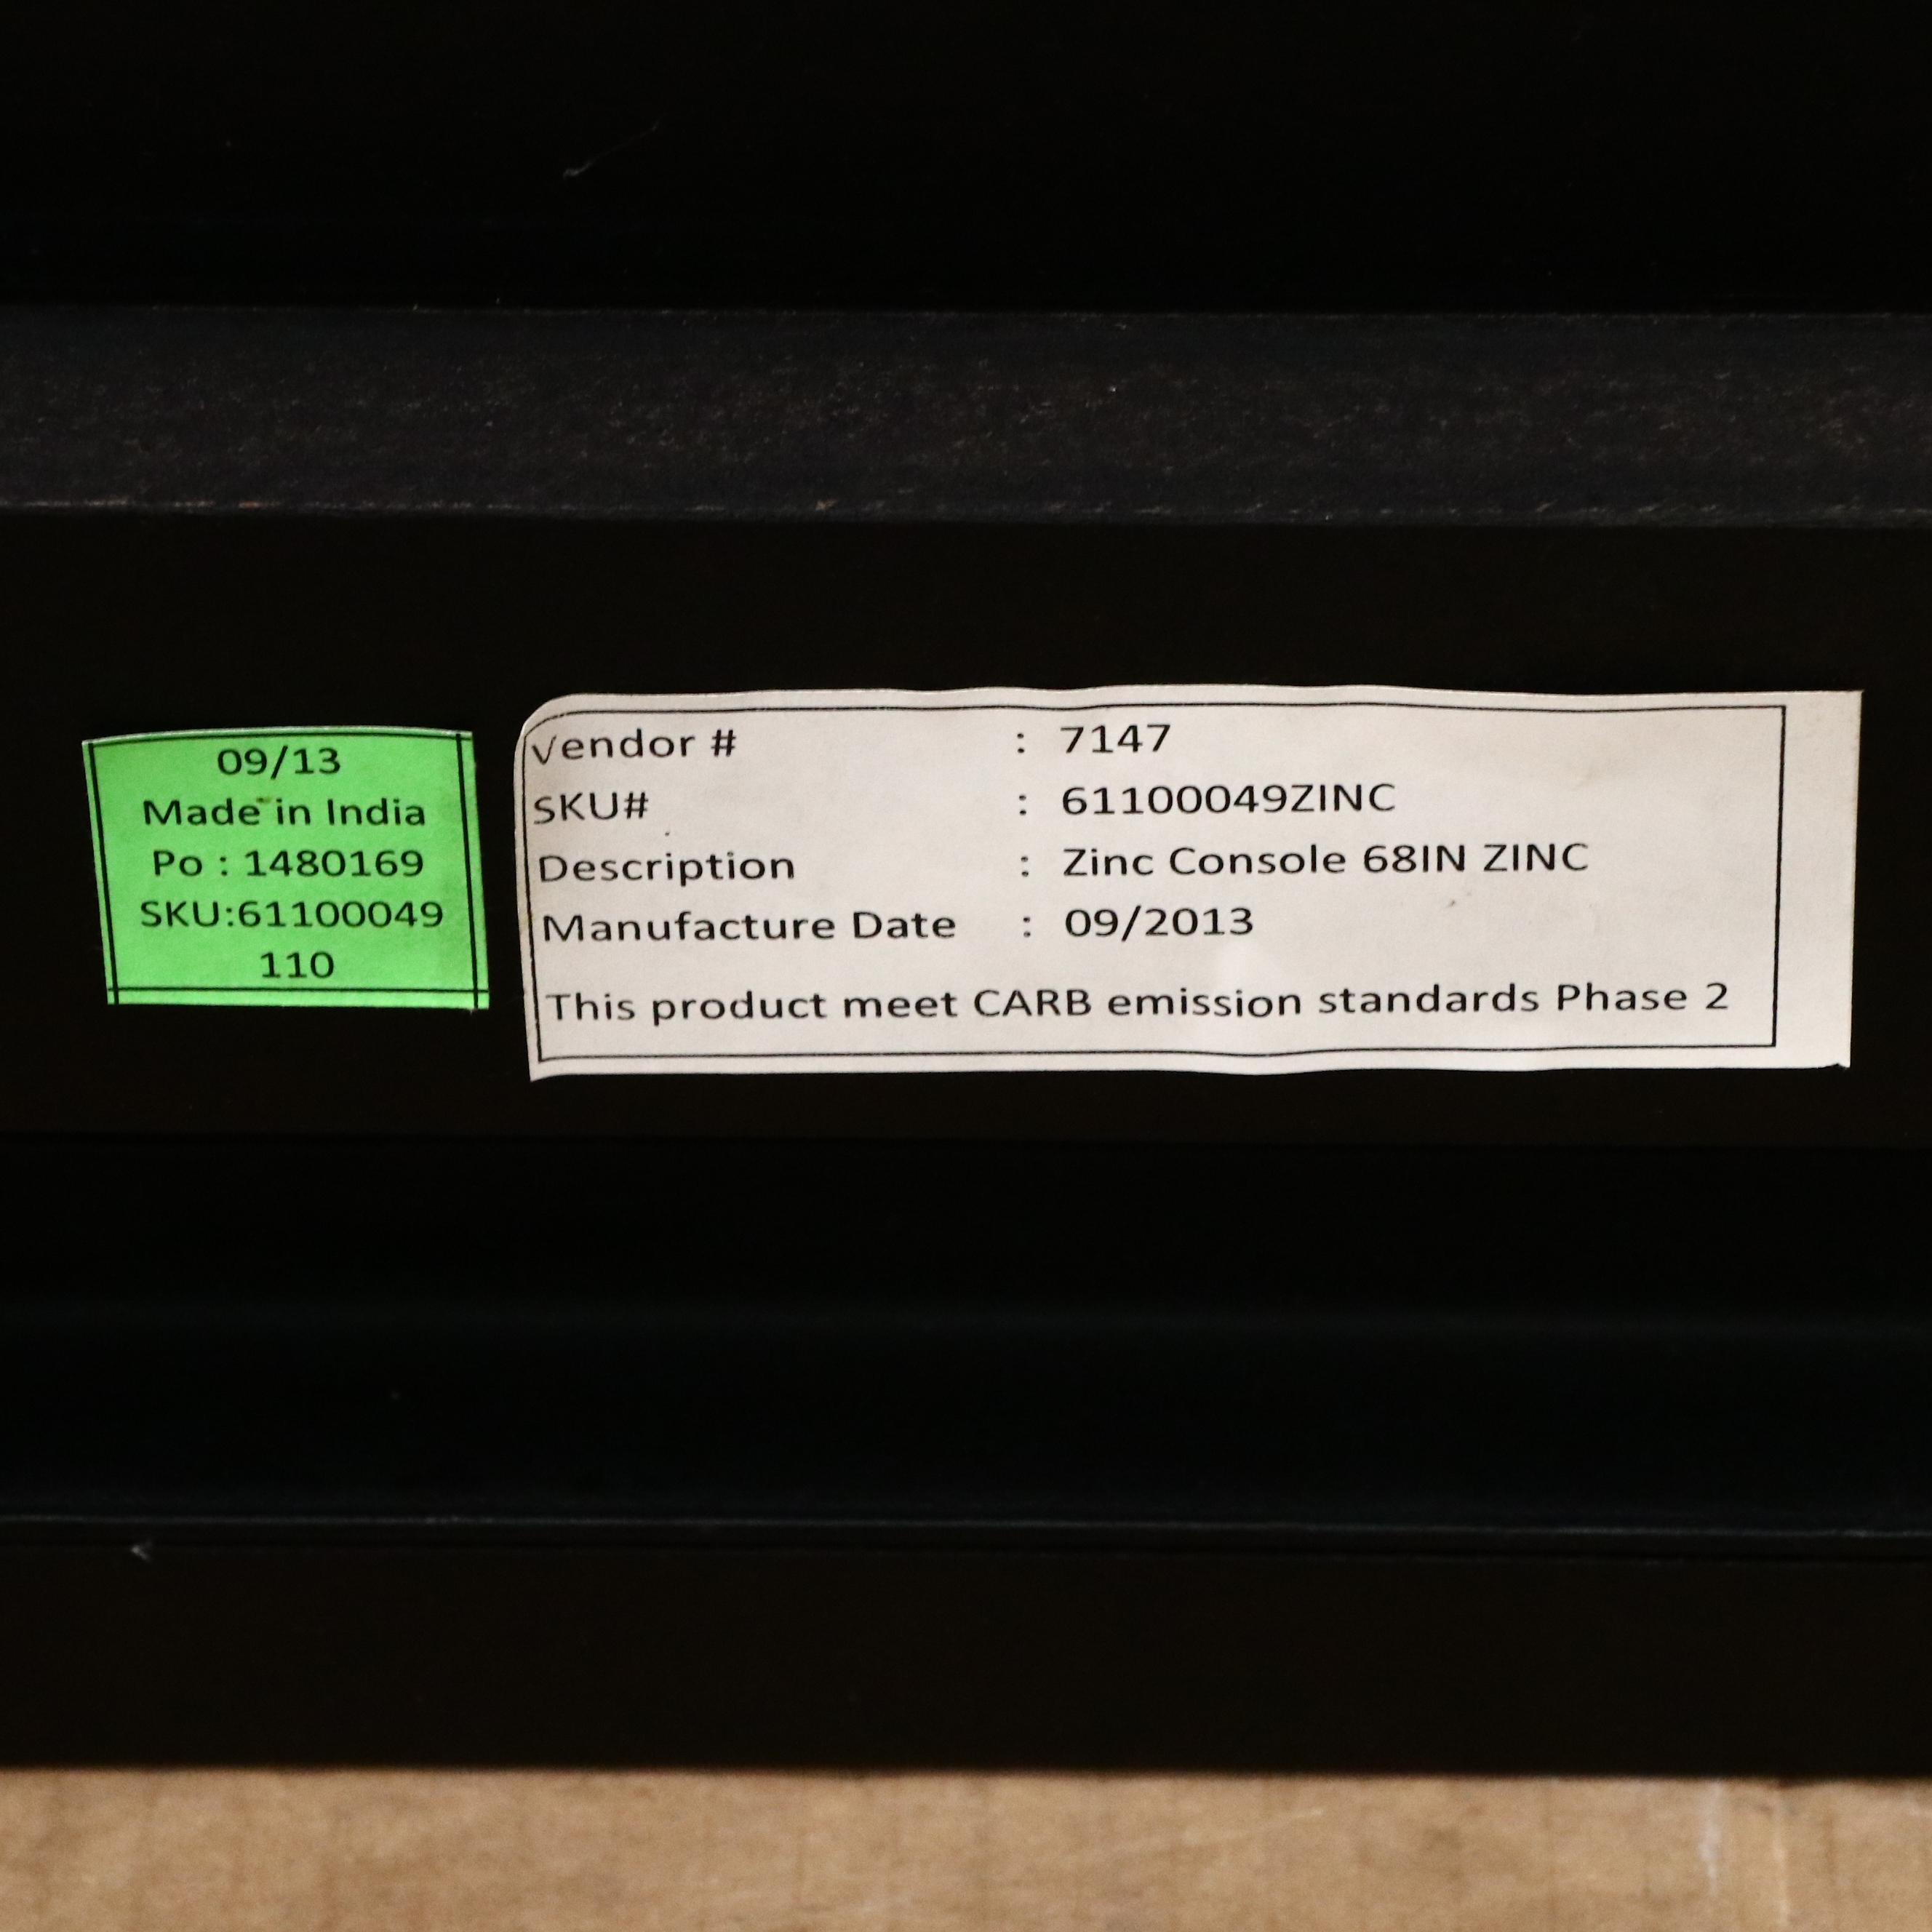 09/13
Made in India
Po : 1480169
SKU:61100049
110
Vendor # : 7147
SKU# : 61100049ZINC
Description : Zinc Console 68IN ZINC
Manufacture Date : 09/2013
This product meet CARB emission standards Phase 2